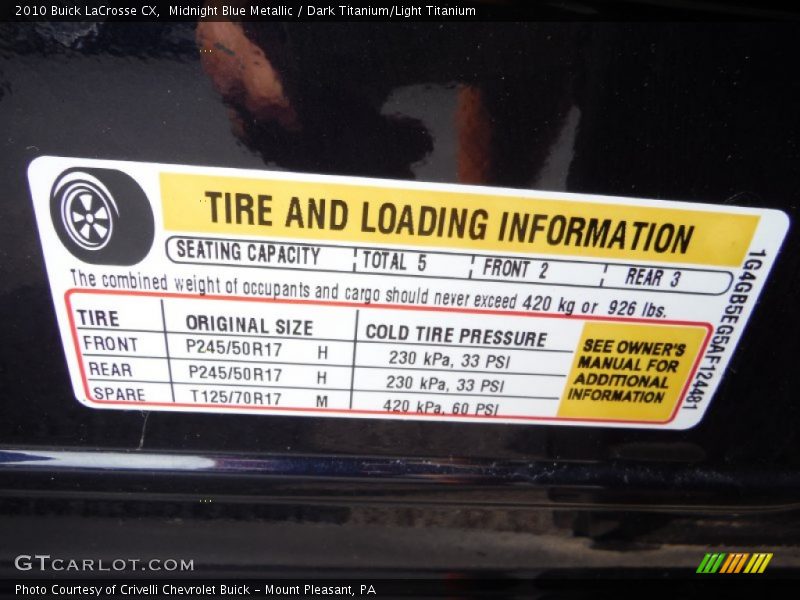 2010 Buick LaCrosse CX,  Midnight Blue Metallic / Dark Titanium/Light Titanium
TIRE AND LOADING INFORMATION
SEATING CAPACITY TOTAL 5 FRONT 2 REAR 3
The combined weight of occupants and cargo should never exceed 420 kg or 926 lbs.
TIRE ORIGINAL SIZE COLD TIRE PRESSURE
FRONT P245/50R17 H 230 kPa, 33 PSI
REAR P245/50R17 H 230 kPa, 33 PSI
SPARE T125/70R17 M 420 kPa, 60 PSI
SEE OWNER'S
MANUAL FOR
ADDITIONAL
INFORMATION
1G4GB5EG5AF124481
GTCARLOT.COM
Photo Courtesy of Crivelli Chevrolet Buick - Mount Pleasant, PA